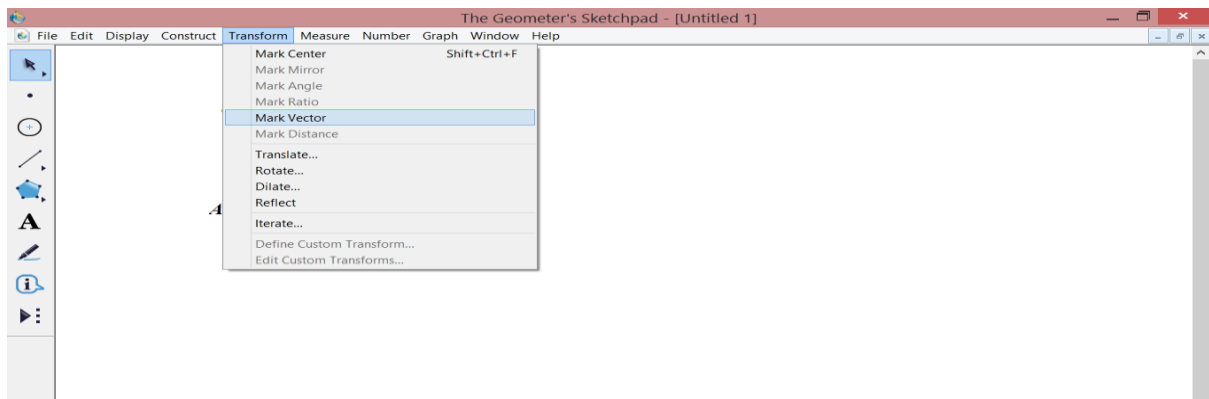 The Geometer's Sketchpad - [Untitled 1]
File Edit Display Construct Transform Measure Number Graph Window Help
Mark Center Shift+Ctrl+F
Mark Mirror
Mark Angle
Mark Ratio
Mark Vector
Mark Distance
Translate...
Rotate...
Dilate...
Reflect
A
Iterate...
A
Define Custom Transform...
Edit Custom Transforms...